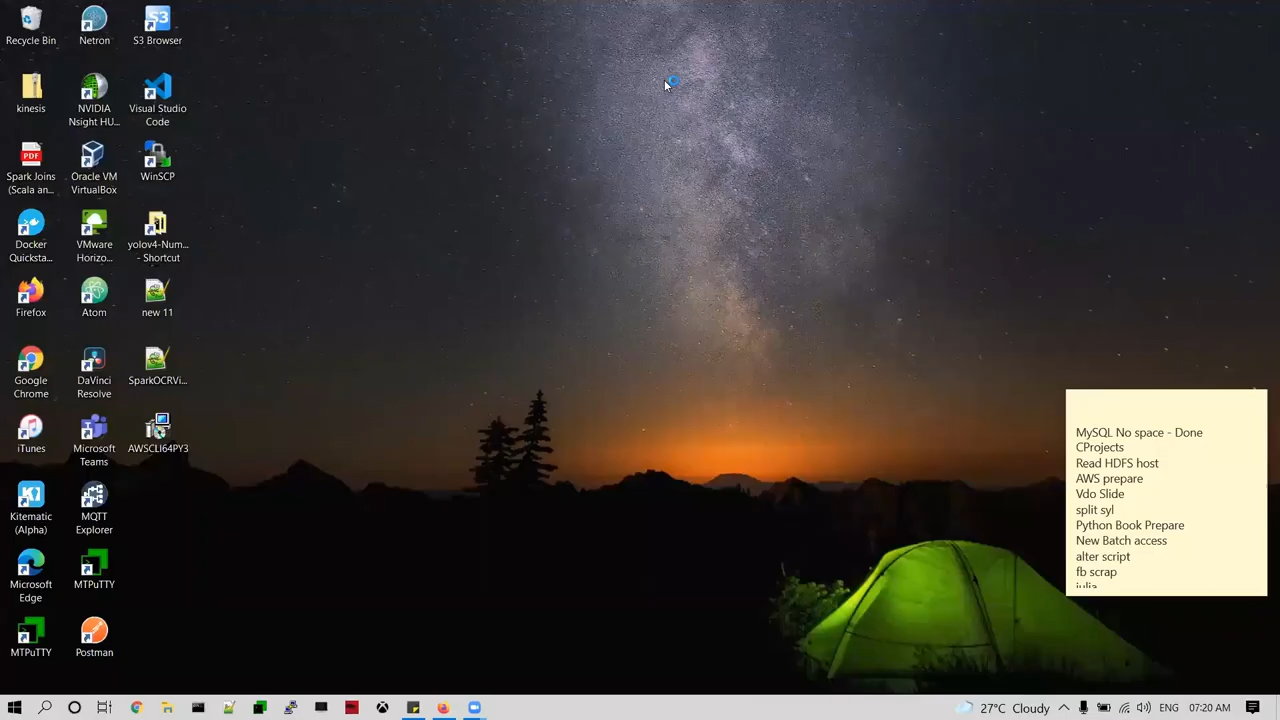 Recycle Bin
Netron
S3 Browser
kinesis
NVIDIA
Nsight HU...
Visual Studio
Code
Spark Joins
(Scala an...
Oracle VM
VirtualBox
WinSCP
Docker
Quicksta...
VMware
Horizo...
yolov4-Num...
- Shortcut
Firefox
Atom
new 11
Google
Chrome
DaVinci
Resolve
SparkOCRVi...
iTunes
Microsoft
Teams
AWSCLI64PY3
Kitematic
(Alpha)
MQTT
Explorer
Microsoft
Edge
MTPuTTY
MTPuTTY
Postman
MySQL No space - Done
CProjects
Read HDFS host
AWS prepare
Vdo Slide
split syl
Python Book Prepare
New Batch access
alter script
fb scrap
julia
27°C Cloudy
ENG
07:20 AM